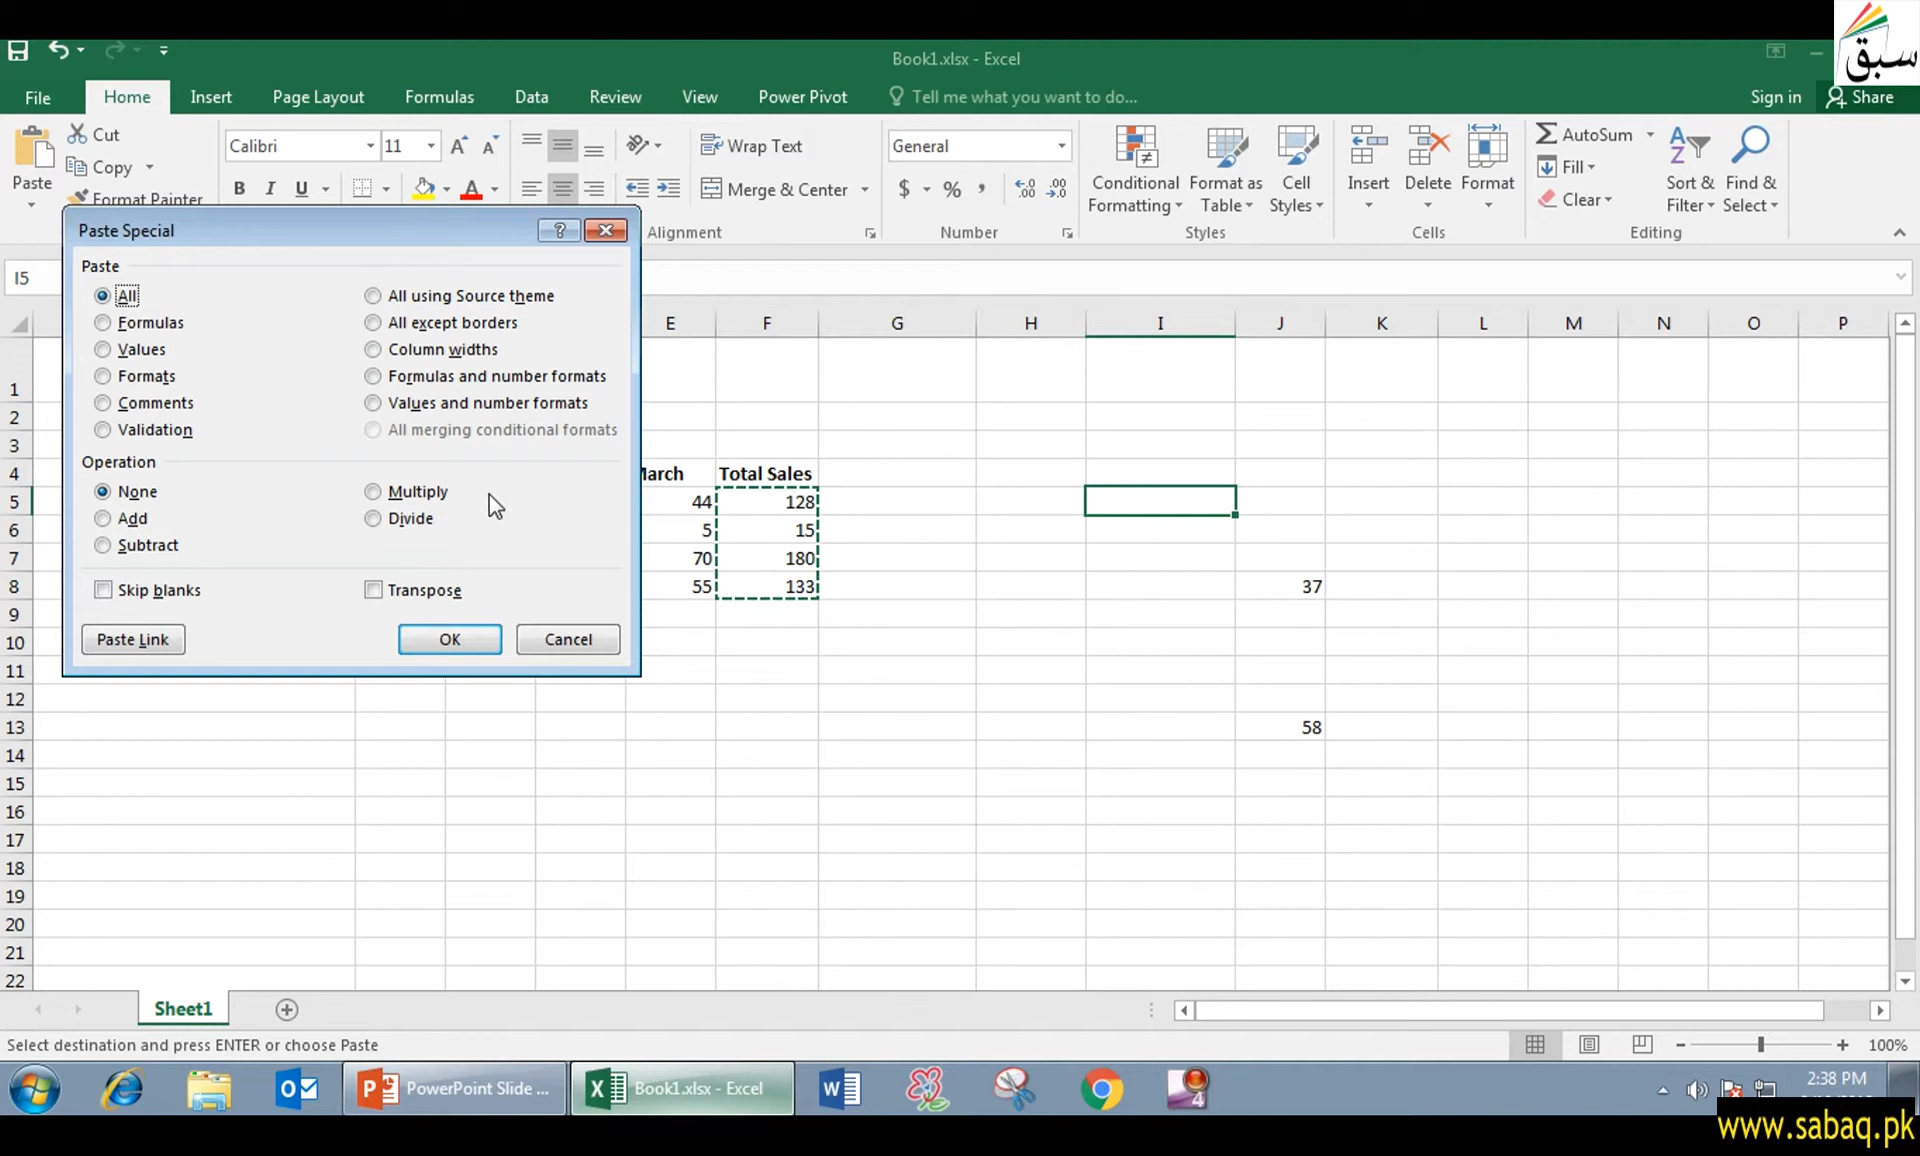 سبق
Book1.xlsx - Excel
File Home Insert Page Layout Formulas Data Review View Power Pivot Tell me what you want to do... Sign in Share
Cut
Copy
Format Painter
Paste
Calibri 11
B I U
Wrap Text
Merge & Center
Alignment
General
$ % ,
Number
Conditional Formatting
Format as Table
Cell Styles
Styles
Insert
Delete
Format
Cells
AutoSum
Fill
Clear
Sort & Filter
Find & Select
Editing
I5
Paste Special
Paste
All
Formulas
Values
Formats
Comments
Validation
All using Source theme
All except borders
Column widths
Formulas and number formats
Values and number formats
All merging conditional formats
Operation
None
Add
Subtract
Multiply
Divide
Skip blanks
Transpose
Paste Link
OK
Cancel
E F G H I J K L M N O P
1
2
3
4 March Total Sales
5 44 128
6 5 15
7 70 180
8 55 133 37
9
10
11
12
13 58
14
15
16
17
18
19
20
21
22
Sheet1
Select destination and press ENTER or choose Paste
100%
PowerPoint Slide ...
Book1.xlsx - Excel
2:38 PM
www.sabaq.pk